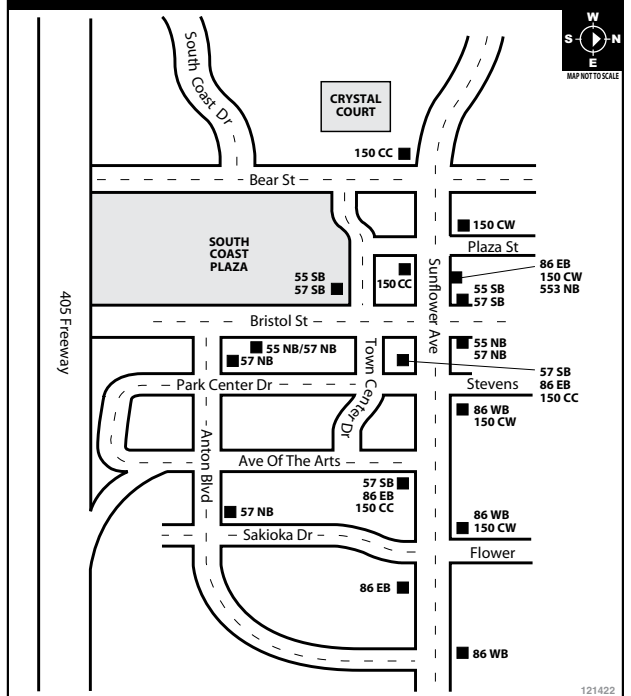 W
S
N
E
MAP NOT TO SCALE
South Coast Dr
CRYSTAL
COURT
150 CC
Bear St
150 CW
Plaza St
SOUTH
COAST
PLAZA
55 SB
57 SB
150 CC
Sunflower Ave
86 EB
150 CW
553 NB
55 SB
57 SB
405 Freeway
Bristol St
55 NB/57 NB
57 NB
Town Center Dr
55 NB
57 NB
57 SB
86 EB
150 CC
Park Center Dr
Stevens
86 WB
150 CW
Anton Blvd
Ave Of The Arts
57 SB
86 EB
150 CC
57 NB
86 WB
150 CW
Sakioka Dr
Flower
86 EB
86 WB
121422